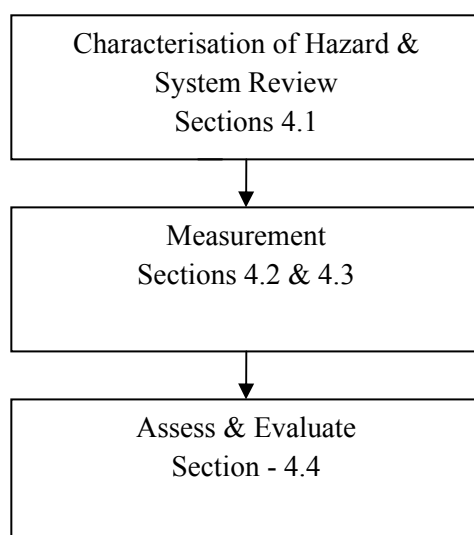 Characterisation of Hazard &
System Review
Sections 4.1
Measurement
Sections 4.2 & 4.3
Assess & Evaluate
Section - 4.4